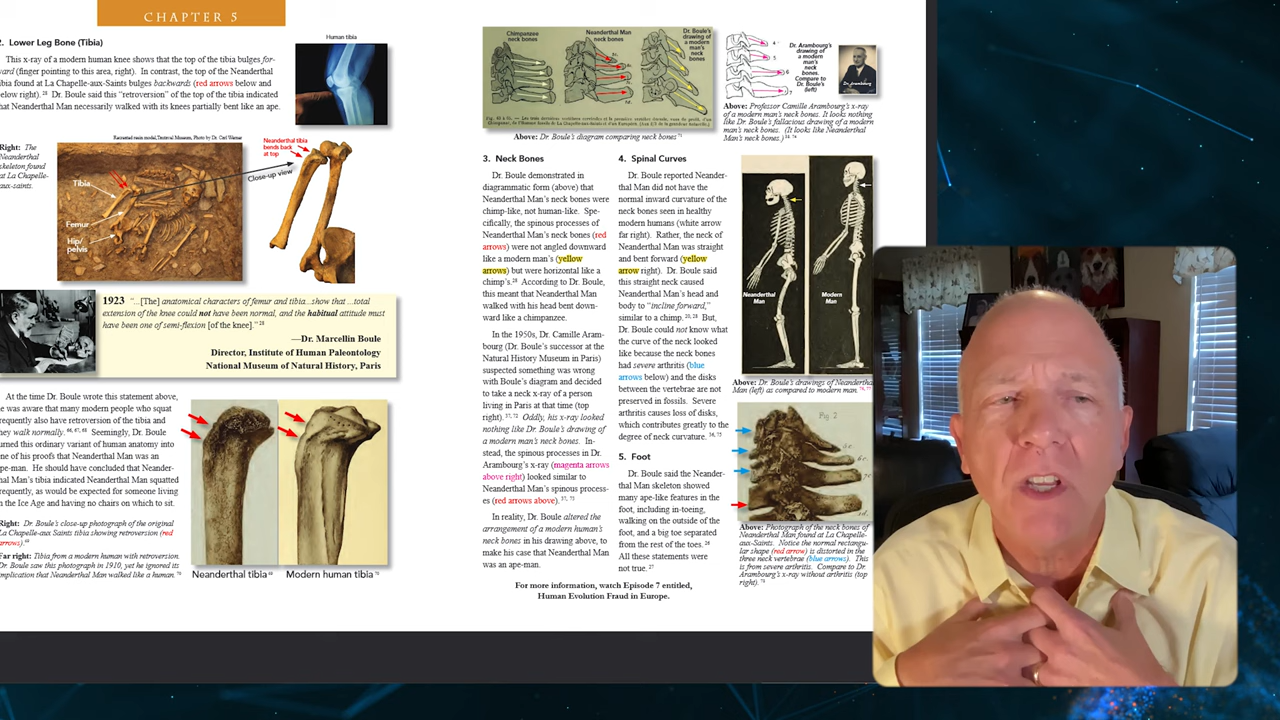 CHAPTER 5
2. Lower Leg Bone (Tibia)
This x-ray of a modern human knee shows that the top of the tibia bulges for-
ward (finger pointing to this area, right). In contrast, the top of the Neanderthal
tibia found at La Chapelle-aux-Saints bulges backwards (red arrows below and
below right). Dr. Boule said this "retroversion" of the top of the tibia indicated
that Neanderthal Man necessarily walked with its knees partially bent like an ape.
Human tibia
Recreated resin model, Denver Museum, Photo by Dr. Carl Werner
Right: The
Neanderthal
skeleton found
at La Chapelle-
aux-saints.
Tibia
Femur
Hip/
pelvis
Neanderthal tibia
bends back
at top
Close-up view
1923 "...[The] anatomical characters of femur and tibia...show that ...total
extension of the knee could not have been normal, and the habitual attitude must
have been one of semi-flexion [of the knee]." 28
—Dr. Marcellin Boule
Director, Institute of Human Paleontology
National Museum of Natural History, Paris
At the time Dr. Boule wrote this statement above,
he was aware that many modern people who squat
frequently also have retroversion of the tibia and
they walk normally. Seemingly, Dr. Boule
turned this ordinary variant of human anatomy into
one of his proofs that Neanderthal Man was an
ape-man. He should have concluded that Neander-
thal Man's tibia indicated Neanderthal Man squatted
frequently, as would be expected for someone living
in the Ice Age and having no chairs on which to sit.
Right: Dr. Boule's close-up photograph of the original
La Chapelle-aux Saints tibia showing retroversion (red
arrows).
Far right: Tibia from a modern human with retroversion.
Dr. Boule saw this photograph in 1910, yet he ignored its
implication that Neanderthal Man walked like a human.
Neanderthal tibia
Modern human tibia
Chimpanzee
neck bones
Neanderthal Man
neck bones
Dr. Boule's
drawing of
a modern
man's
neck
bones
Above: Dr. Boule's diagram comparing neck bones
4
5
6
Dr. Arambourg's
drawing of
a modern
man's
neck
bones.
Compare to
Dr. Boule's
(left)
Dr. Arambourg
Above: Professor Camille Arambourg's x-ray
of a modern man's neck bones. It looks nothing
like Dr. Boule's fallacious drawing of a modern
man's neck bones. (It looks like Neanderthal
Man's neck bones.)
3. Neck Bones
Dr. Boule demonstrated in
diagrammatic form (above) that
Neanderthal Man's neck bones were
chimp-like, not human-like. Spe-
cifically, the spinous processes of
Neanderthal Man's neck bones (red
arrows) were not angled downward
like a modern man's (yellow
arrows) but were horizontal like a
chimp's. According to Dr. Boule,
this meant that Neanderthal Man
walked with his head bent down-
ward like a chimpanzee.
In the 1950s, Dr. Camille Aram-
bourg (Dr. Boule's successor at the
Natural History Museum in Paris)
suspected something was wrong
with Boule's diagram and decided
to take a neck x-ray of a person
living in Paris at that time (top
right). Oddly, his x-ray looked
nothing like Dr. Boule's drawing of
a modern man's neck bones. In-
stead, the spinous processes in Dr.
Arambourg's x-ray (magenta arrows
above right) looked similar to
Neanderthal Man's spinous process-
es (red arrows above).
In reality, Dr. Boule altered the
arrangement of a modern human's
neck bones in his drawing above, to
make his case that Neanderthal Man
was an ape-man.
4. Spinal Curves
Dr. Boule reported Neander-
thal Man did not have the
normal inward curvature of the
neck bones seen in healthy
modern humans (white arrow
far right). Rather, the neck of
Neanderthal Man was straight
and bent forward (yellow
arrow right). Dr. Boule said
this straight neck caused
Neanderthal Man's head and
body to "incline forward,"
similar to a chimp. But,
Dr. Boule could not know what
the curve of the neck looked
like because the neck bones
had severe arthritis (blue
arrows below) and the disks
between the vertebrae are not
preserved in fossils. Severe
arthritis causes loss of disks,
which contributes greatly to the
degree of neck curvature.
5. Foot
Dr. Boule said the Neander-
thal Man skeleton showed
many ape-like features in the
foot, including in-toeing,
walking on the outside of the
foot, and a big toe separated
from the rest of the toes. 26
All these statements were
not true. 27
Neanderthal
Man
Modern
Man
Above: Dr. Boule's drawings of Neanderthal
Man (left) as compared to modern man.
Fig 2
Above: Photograph of the neck bones of
Neanderthal Man found at La Chapelle-
aux-Saints. Notice the normal rectangu-
lar shape (red arrow) is distorted in the
three neck vertebrae (blue arrows). This
is from severe arthritis. Compare to Dr.
Arambourg's x-ray without arthritis (top
right).
For more information, watch Episode 7 entitled,
Human Evolution Fraud in Europe.